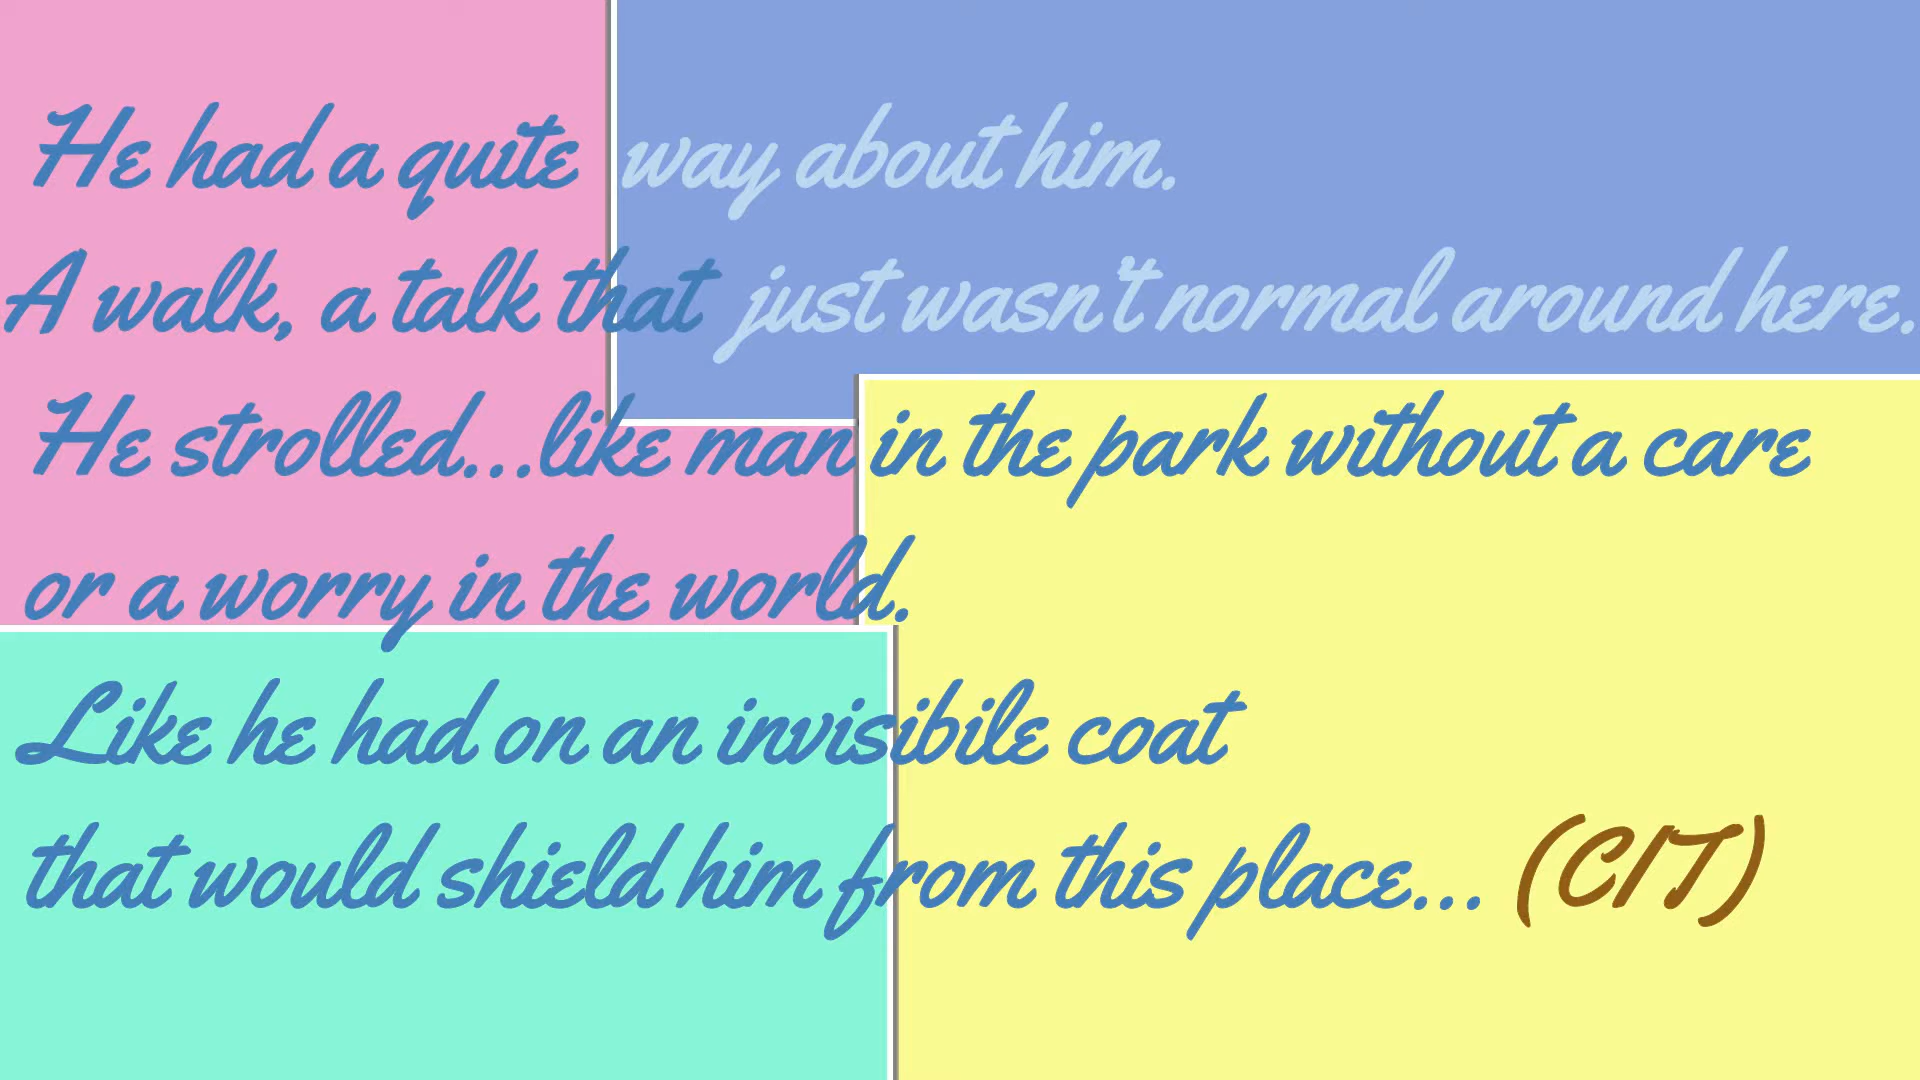 He had a quite way about him.
A walk, a talk that just wasn't normal around here.
He strolled...like man in the park without a care
or a worry in the world.
Like he had on an invisibile coat
that would shield him from this place... (CIT)